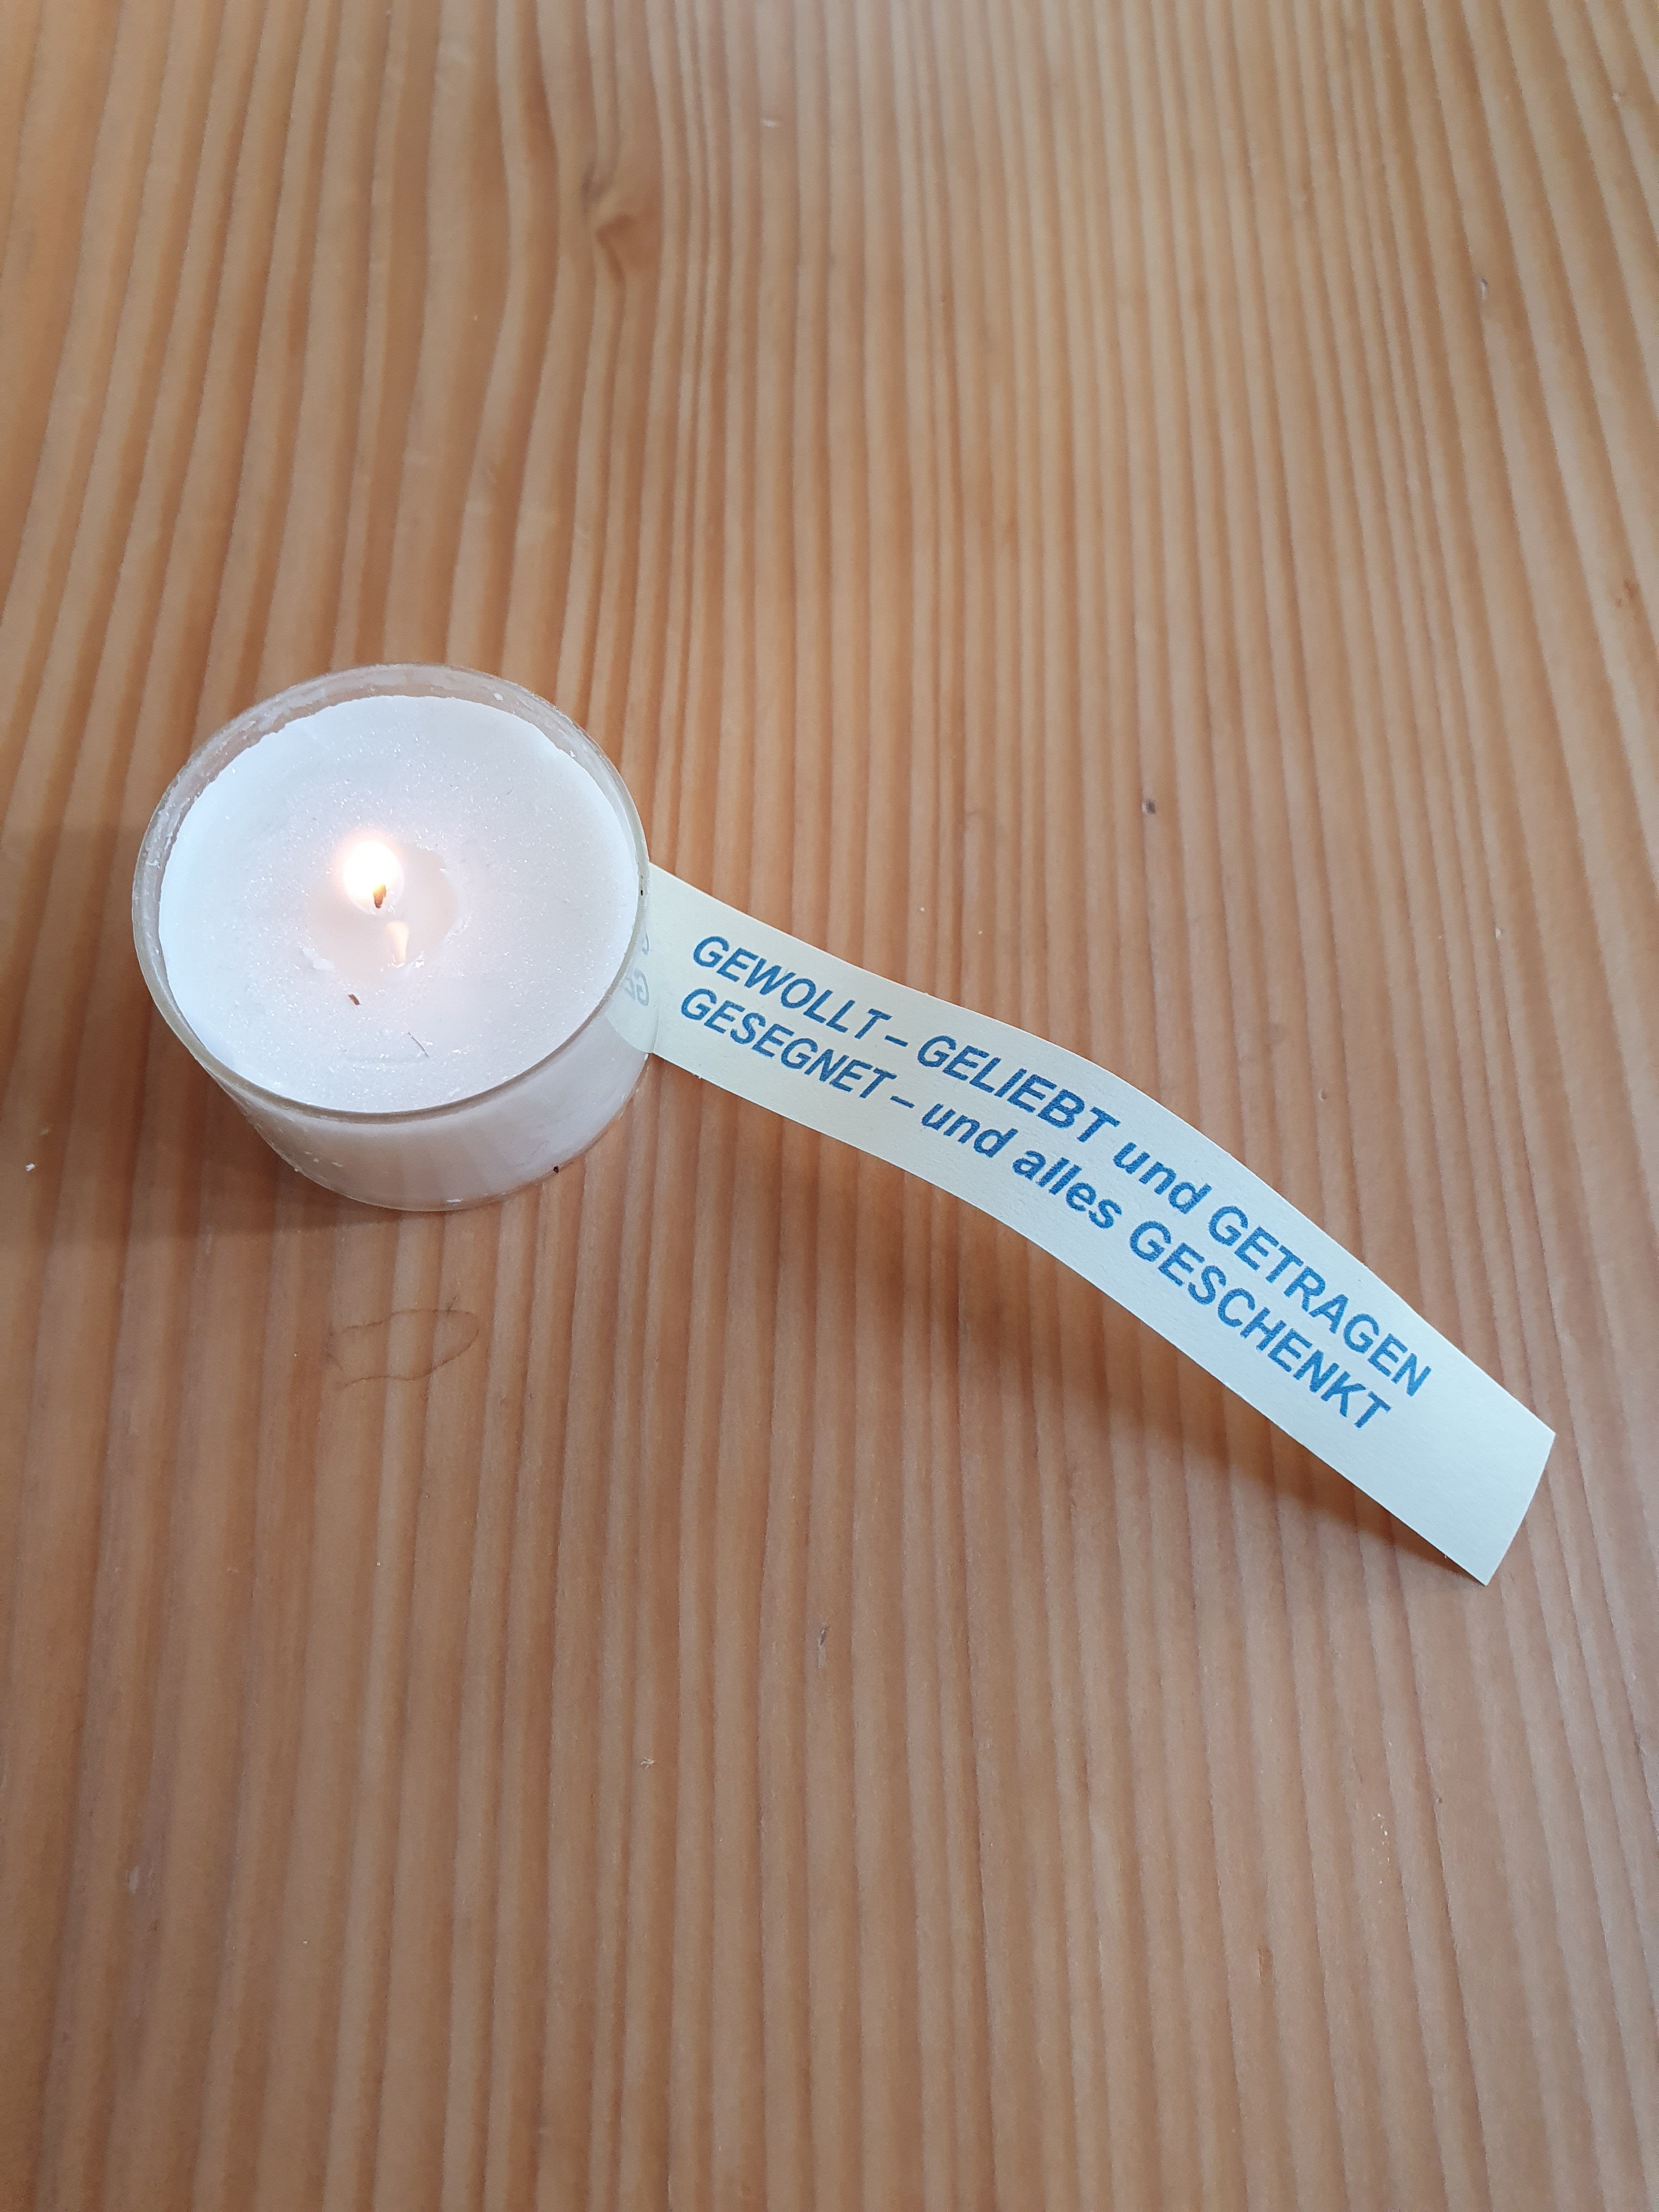 GEWOLLT – GELIEBT und GETRAGEN
GESEGNET – und alles GESCHENKT